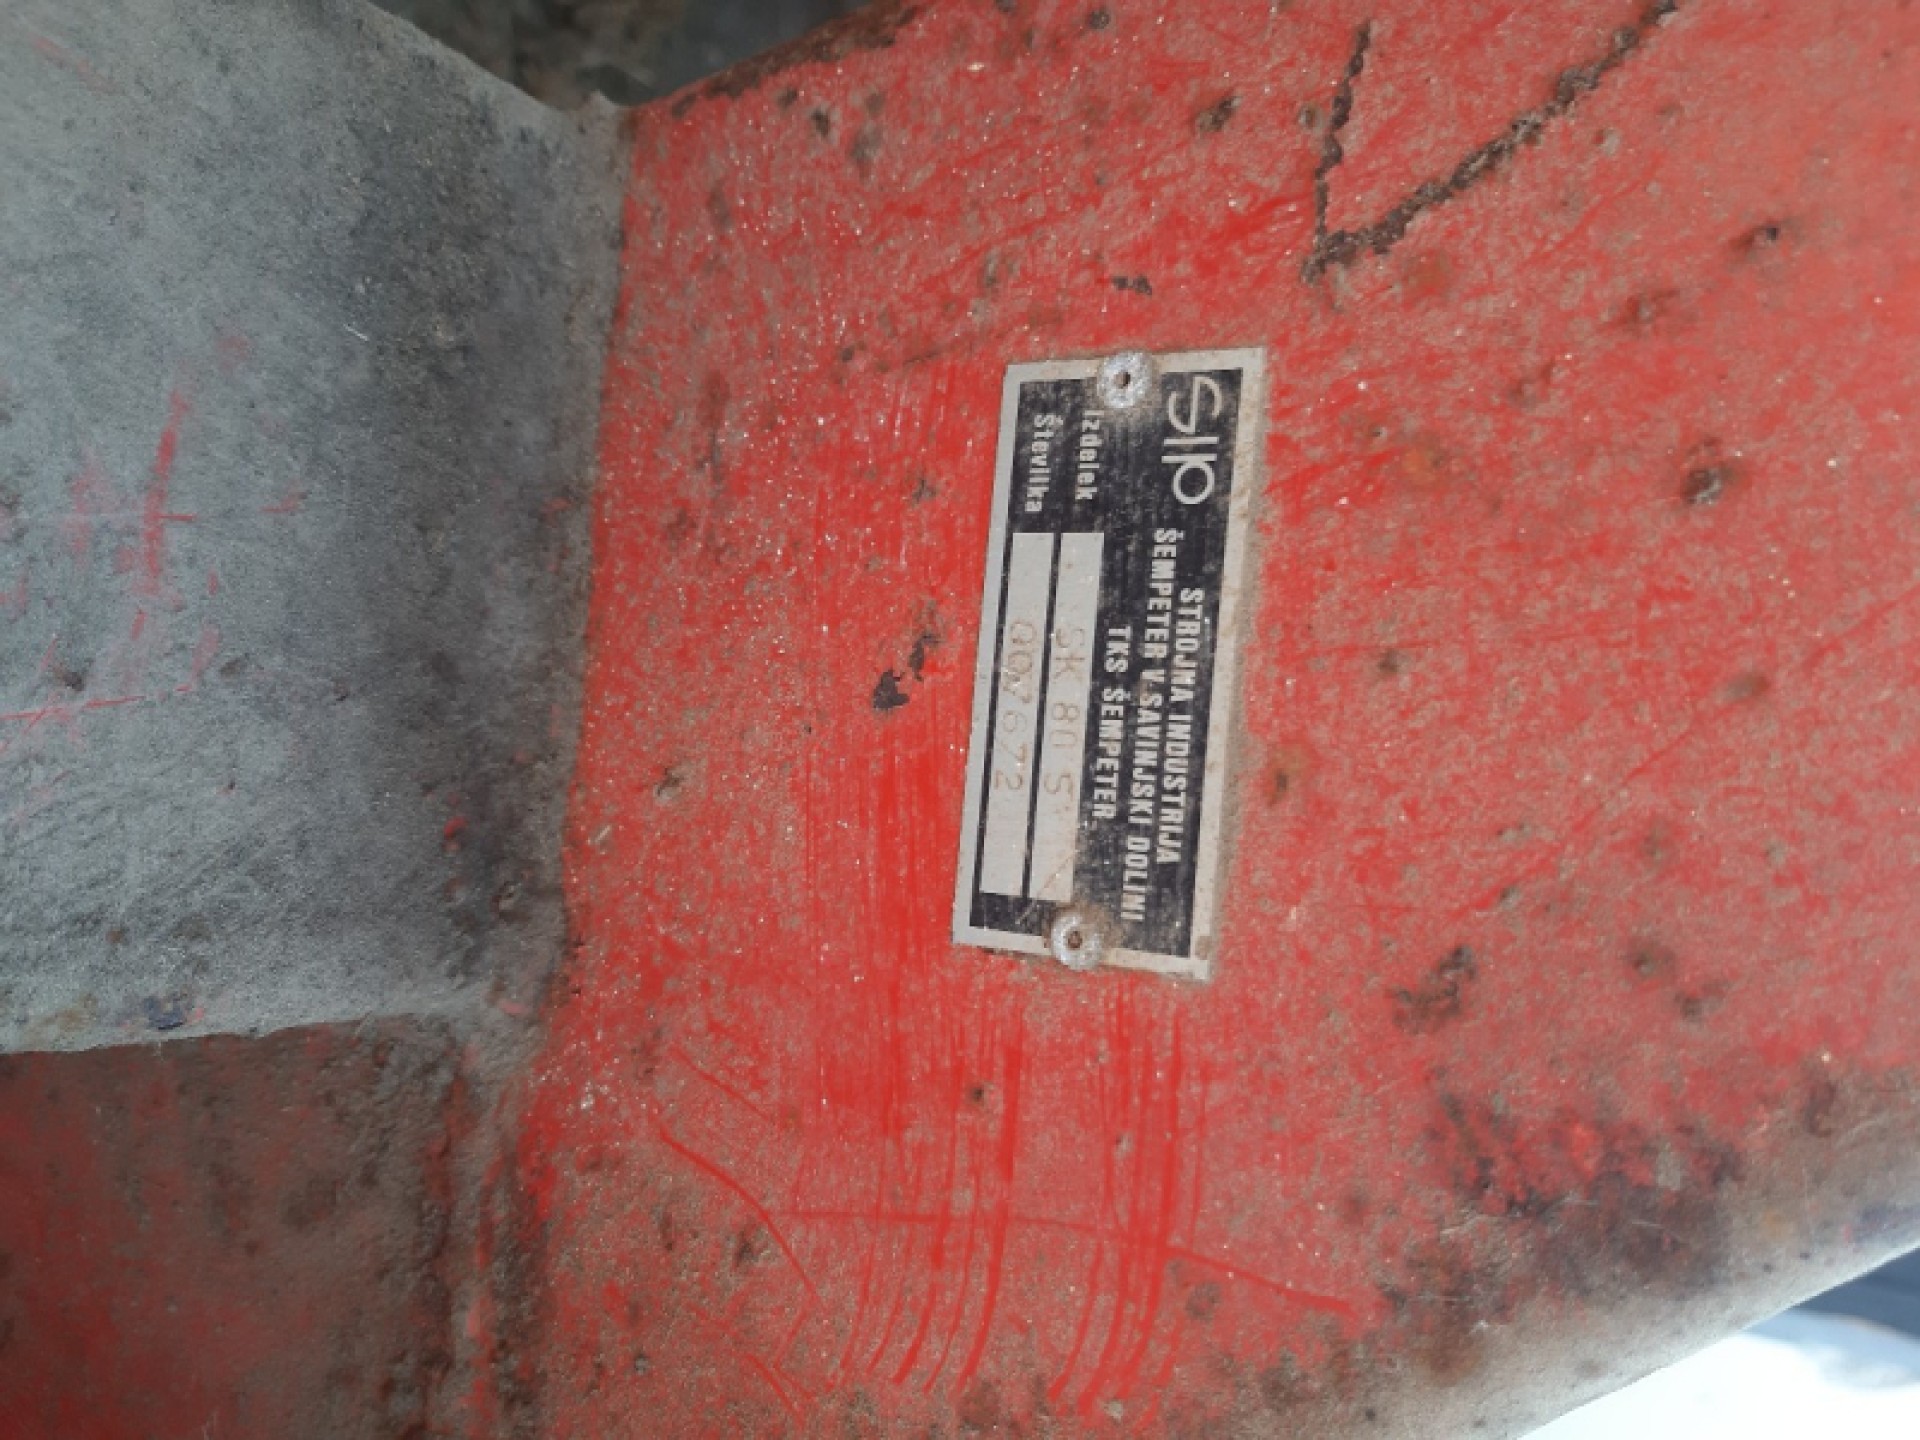 SIP
STROJNA INDUSTRIJA
ŠEMPETER V SAVINJSKI DOLINI
TKS ŠEMPETER
Izdelek SK 80 S
Številka 007672